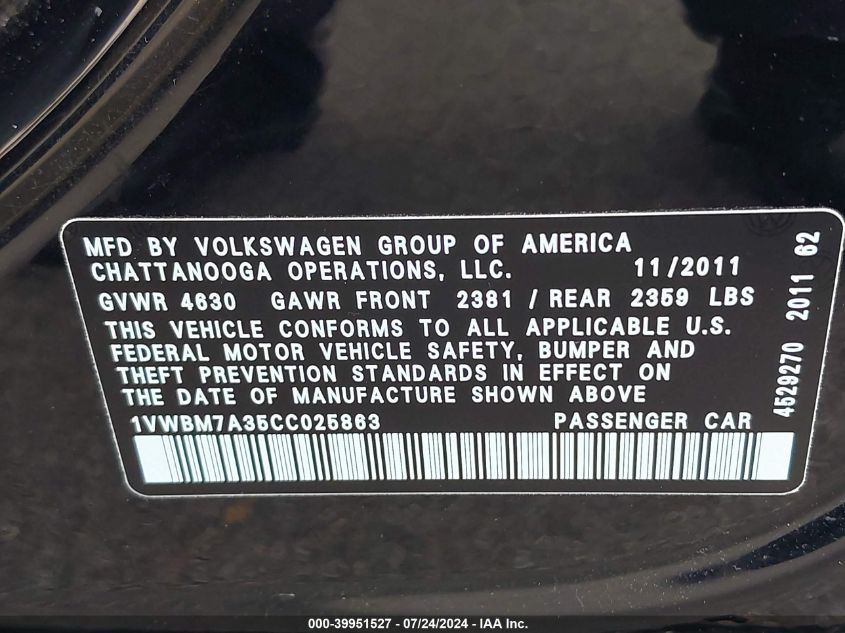 MFD BY VOLKSWAGEN GROUP OF AMERICA
CHATTANOOGA OPERATIONS, LLC. 11/2011
GVWR 4630 GAWR FRONT 2381 / REAR 2359 LBS
THIS VEHICLE CONFORMS TO ALL APPLICABLE U.S.
FEDERAL MOTOR VEHICLE SAFETY, BUMPER AND
THEFT PREVENTION STANDARDS IN EFFECT ON
THE DATE OF MANUFACTURE SHOWN ABOVE
1VWBM7A35CC025863 PASSENGER CAR
4529270 2011 62
000-39951527 - 07/24/2024 - IAA Inc.